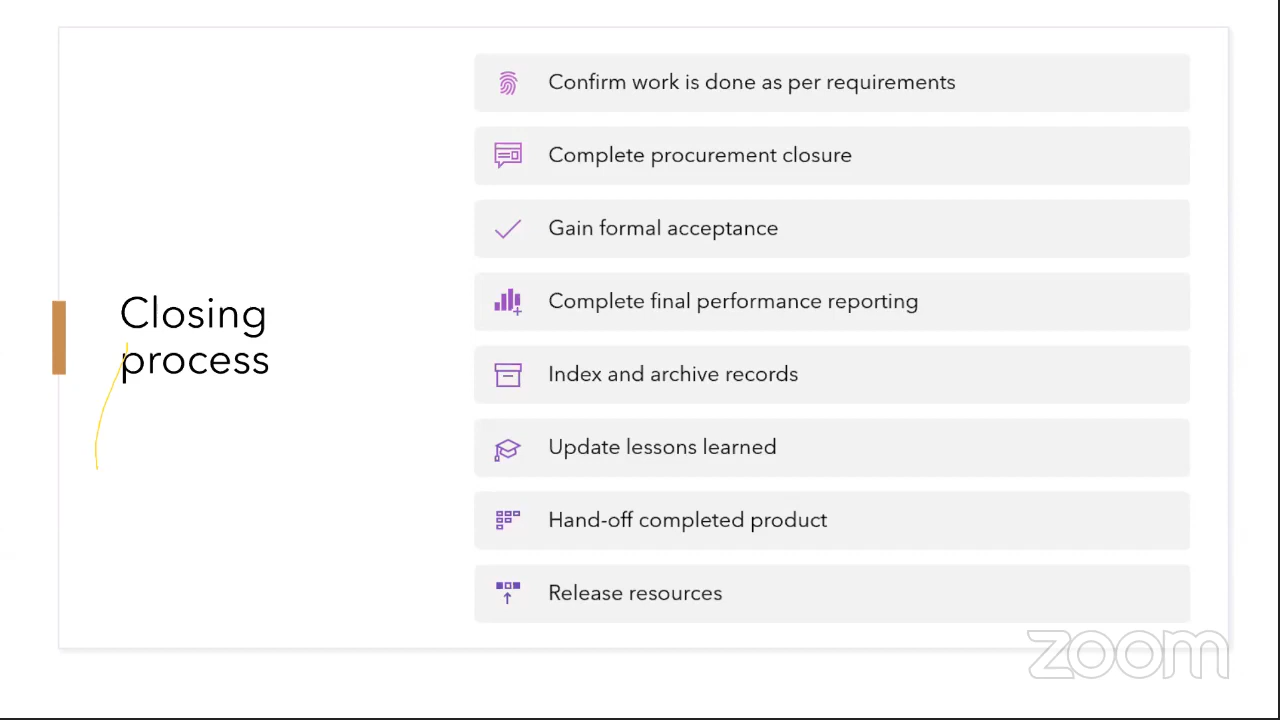 Closing
process
Confirm work is done as per requirements
Complete procurement closure
Gain formal acceptance
Complete final performance reporting
Index and archive records
Update lessons learned
Hand-off completed product
Release resources
zoom